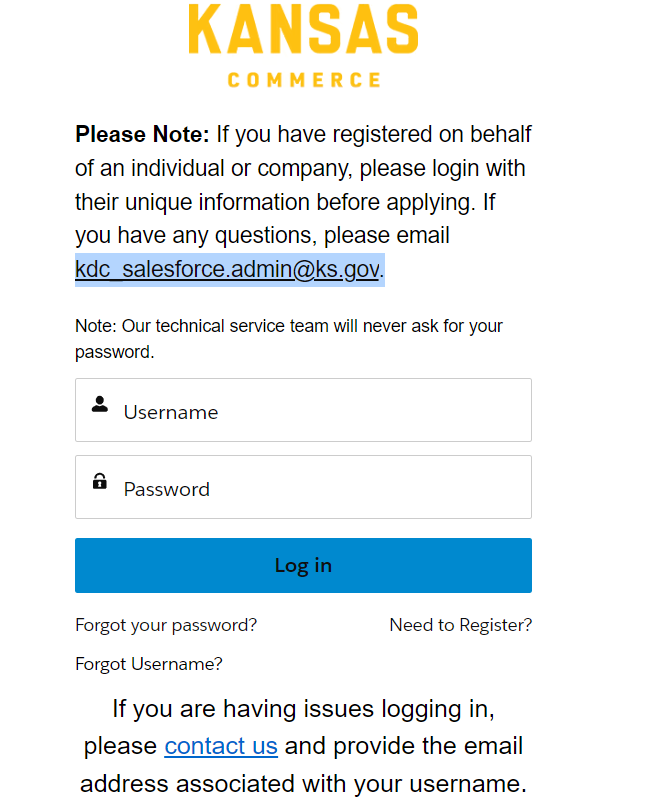 KANSAS
COMMERCE
Please Note: If you have registered on behalf
of an individual or company, please login with
their unique information before applying. If
you have any questions, please email
kdc_salesforce.admin@ks.gov.
Note: Our technical service team will never ask for your
password.
Username
Password
Log in
Forgot your password? Need to Register?
Forgot Username?
If you are having issues logging in,
please contact us and provide the email
address associated with your username.